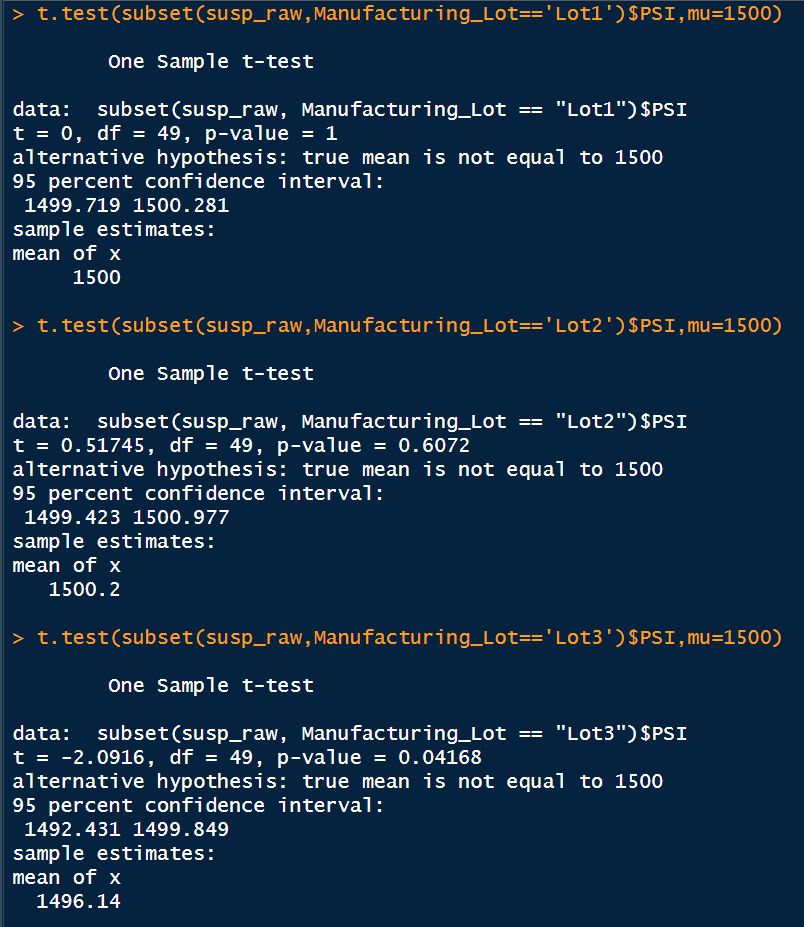 > t.test(subset(susp_raw,Manufacturing_Lot=='Lot1')$PSI,mu=1500)
One Sample t-test
data:  subset(susp_raw, Manufacturing_Lot == "Lot1")$PSI
t = 0, df = 49, p-value = 1
alternative hypothesis: true mean is not equal to 1500
95 percent confidence interval:
1499.719 1500.281
sample estimates:
mean of x
1500
> t.test(subset(susp_raw,Manufacturing_Lot=='Lot2')$PSI,mu=1500)
One Sample t-test
data:  subset(susp_raw, Manufacturing_Lot == "Lot2")$PSI
t = 0.51745, df = 49, p-value = 0.6072
alternative hypothesis: true mean is not equal to 1500
95 percent confidence interval:
1499.423 1500.977
sample estimates:
mean of x
1500.2
> t.test(subset(susp_raw,Manufacturing_Lot=='Lot3')$PSI,mu=1500)
One Sample t-test
data:  subset(susp_raw, Manufacturing_Lot == "Lot3")$PSI
t = -2.0916, df = 49, p-value = 0.04168
alternative hypothesis: true mean is not equal to 1500
95 percent confidence interval:
1492.431 1499.849
sample estimates:
mean of x
1496.14